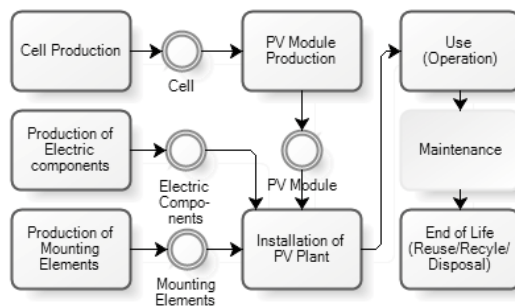 Cell Production
Cell
PV Module
Production
Use
(Operation)
Production of
Electric
components
Electric
Compo-
nents
PV Module
Maintenance
Production of
Mounting
Elements
Mounting
Elements
Installation of
PV Plant
End of Life
(Reuse/Recyle/
Disposal)